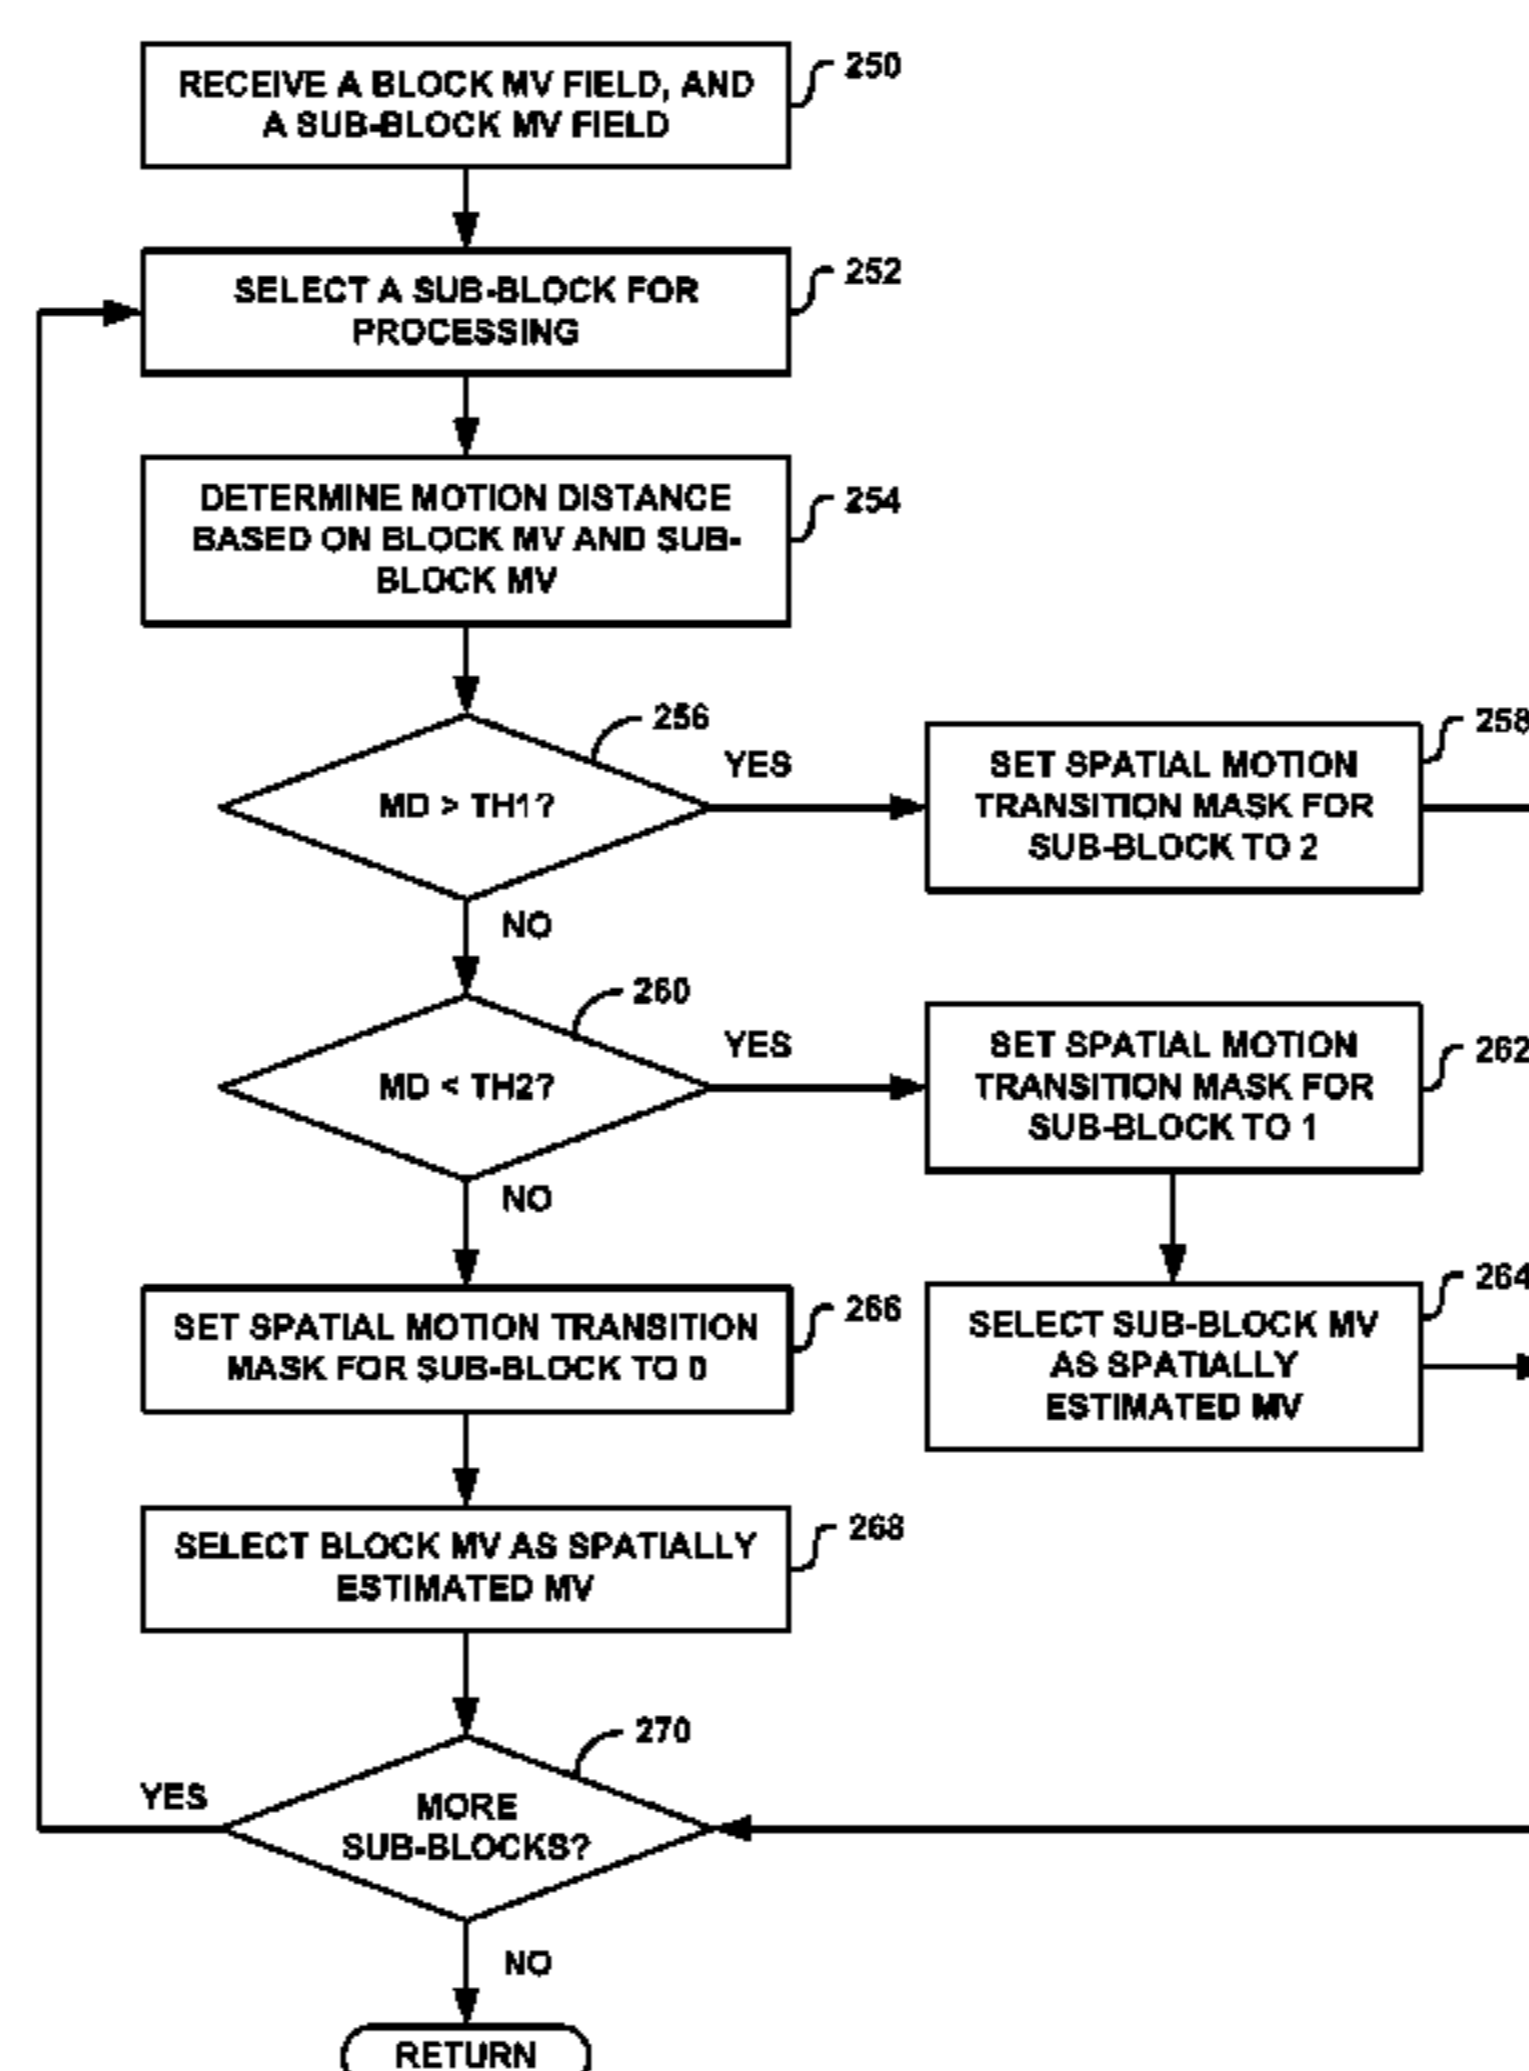 RECEIVE A BLOCK MV FIELD, AND
A SUB-BLOCK MV FIELD
250
SELECT A SUB-BLOCK FOR
PROCESSING
252
DETERMINE MOTION DISTANCE
BASED ON BLOCK MV AND SUB-
BLOCK MV
254
MD > TH1?
256
YES
SET SPATIAL MOTION
TRANSITION MASK FOR
SUB-BLOCK TO 2
258
NO
MD < TH2?
260
YES
SET SPATIAL MOTION
TRANSITION MASK FOR
SUB-BLOCK TO 1
262
NO
SET SPATIAL MOTION TRANSITION
MASK FOR SUB-BLOCK TO 0
266
SELECT SUB-BLOCK MV
AS SPATIALLY
ESTIMATED MV
264
SELECT BLOCK MV AS SPATIALLY
ESTIMATED MV
268
MORE
SUB-BLOCKS?
270
YES
NO
RETURN